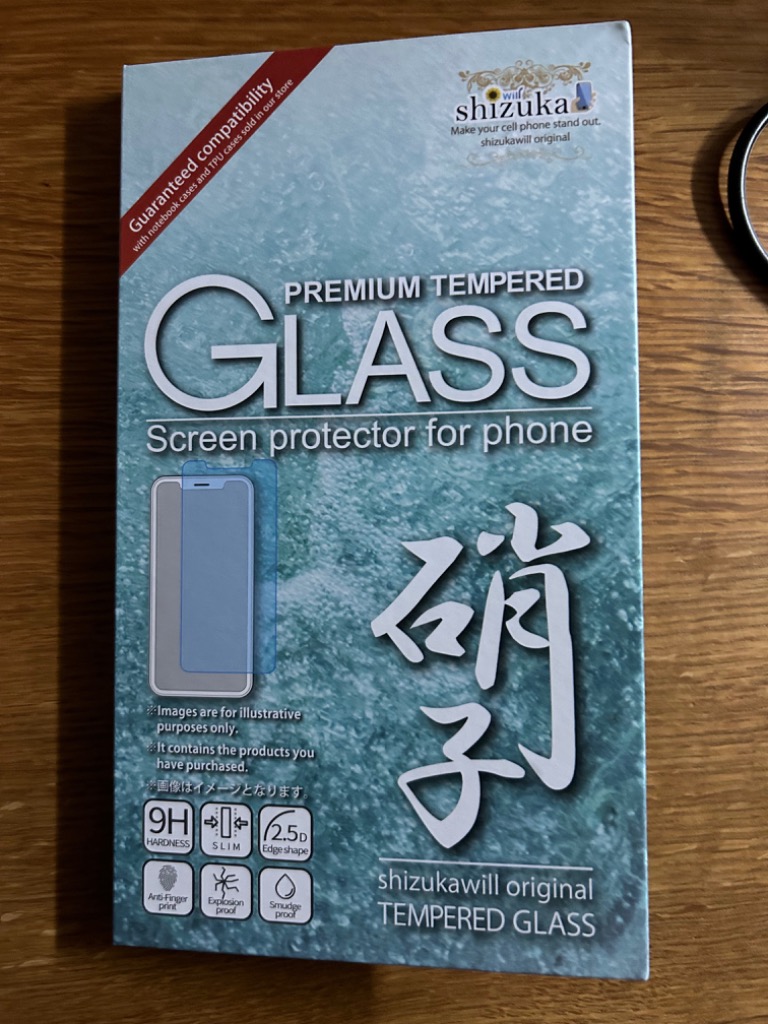 Guaranteed compatibility
with notebook cases and TPU cases sold in our store
will
shizuka
Make your cell phone stand out.
shizukawill original
PREMIUM TEMPERED
GLASS
Screen protector for phone
硝子
※Images are for illustrative
purposes only.
※It contains the products you
have purchased.
※画像はイメージとなります。
9H
HARDNESS
SLIM
2.5D
Edge shape
Anti-Finger
print
Explosion
proof
Smudge
proof
shizukawill original
TEMPERED GLASS